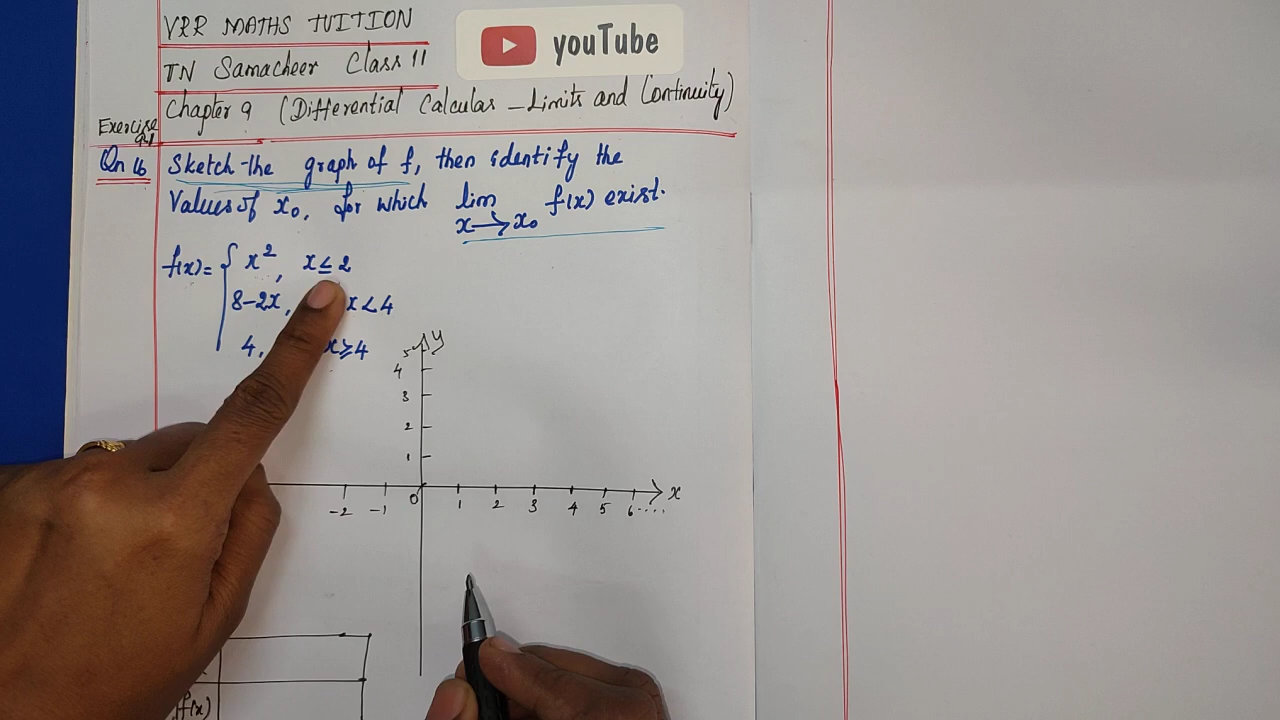 VRR MATHS TUITION
youTube
TN Samacheer Class 11
Chapter 9 (Differential Calculas - Limits and Continuity)
Exercise 9.1
Qn 16 Sketch the graph of f, then identify the
Values of x₀, for which lim x→x₀ f(x) exist.
f(x)= { x², x≤2
8-2x, x<4
4, x≥4
y
5
4
3
2
1
-2 -1 0 1 2 3 4 5 6.... x
f(x)